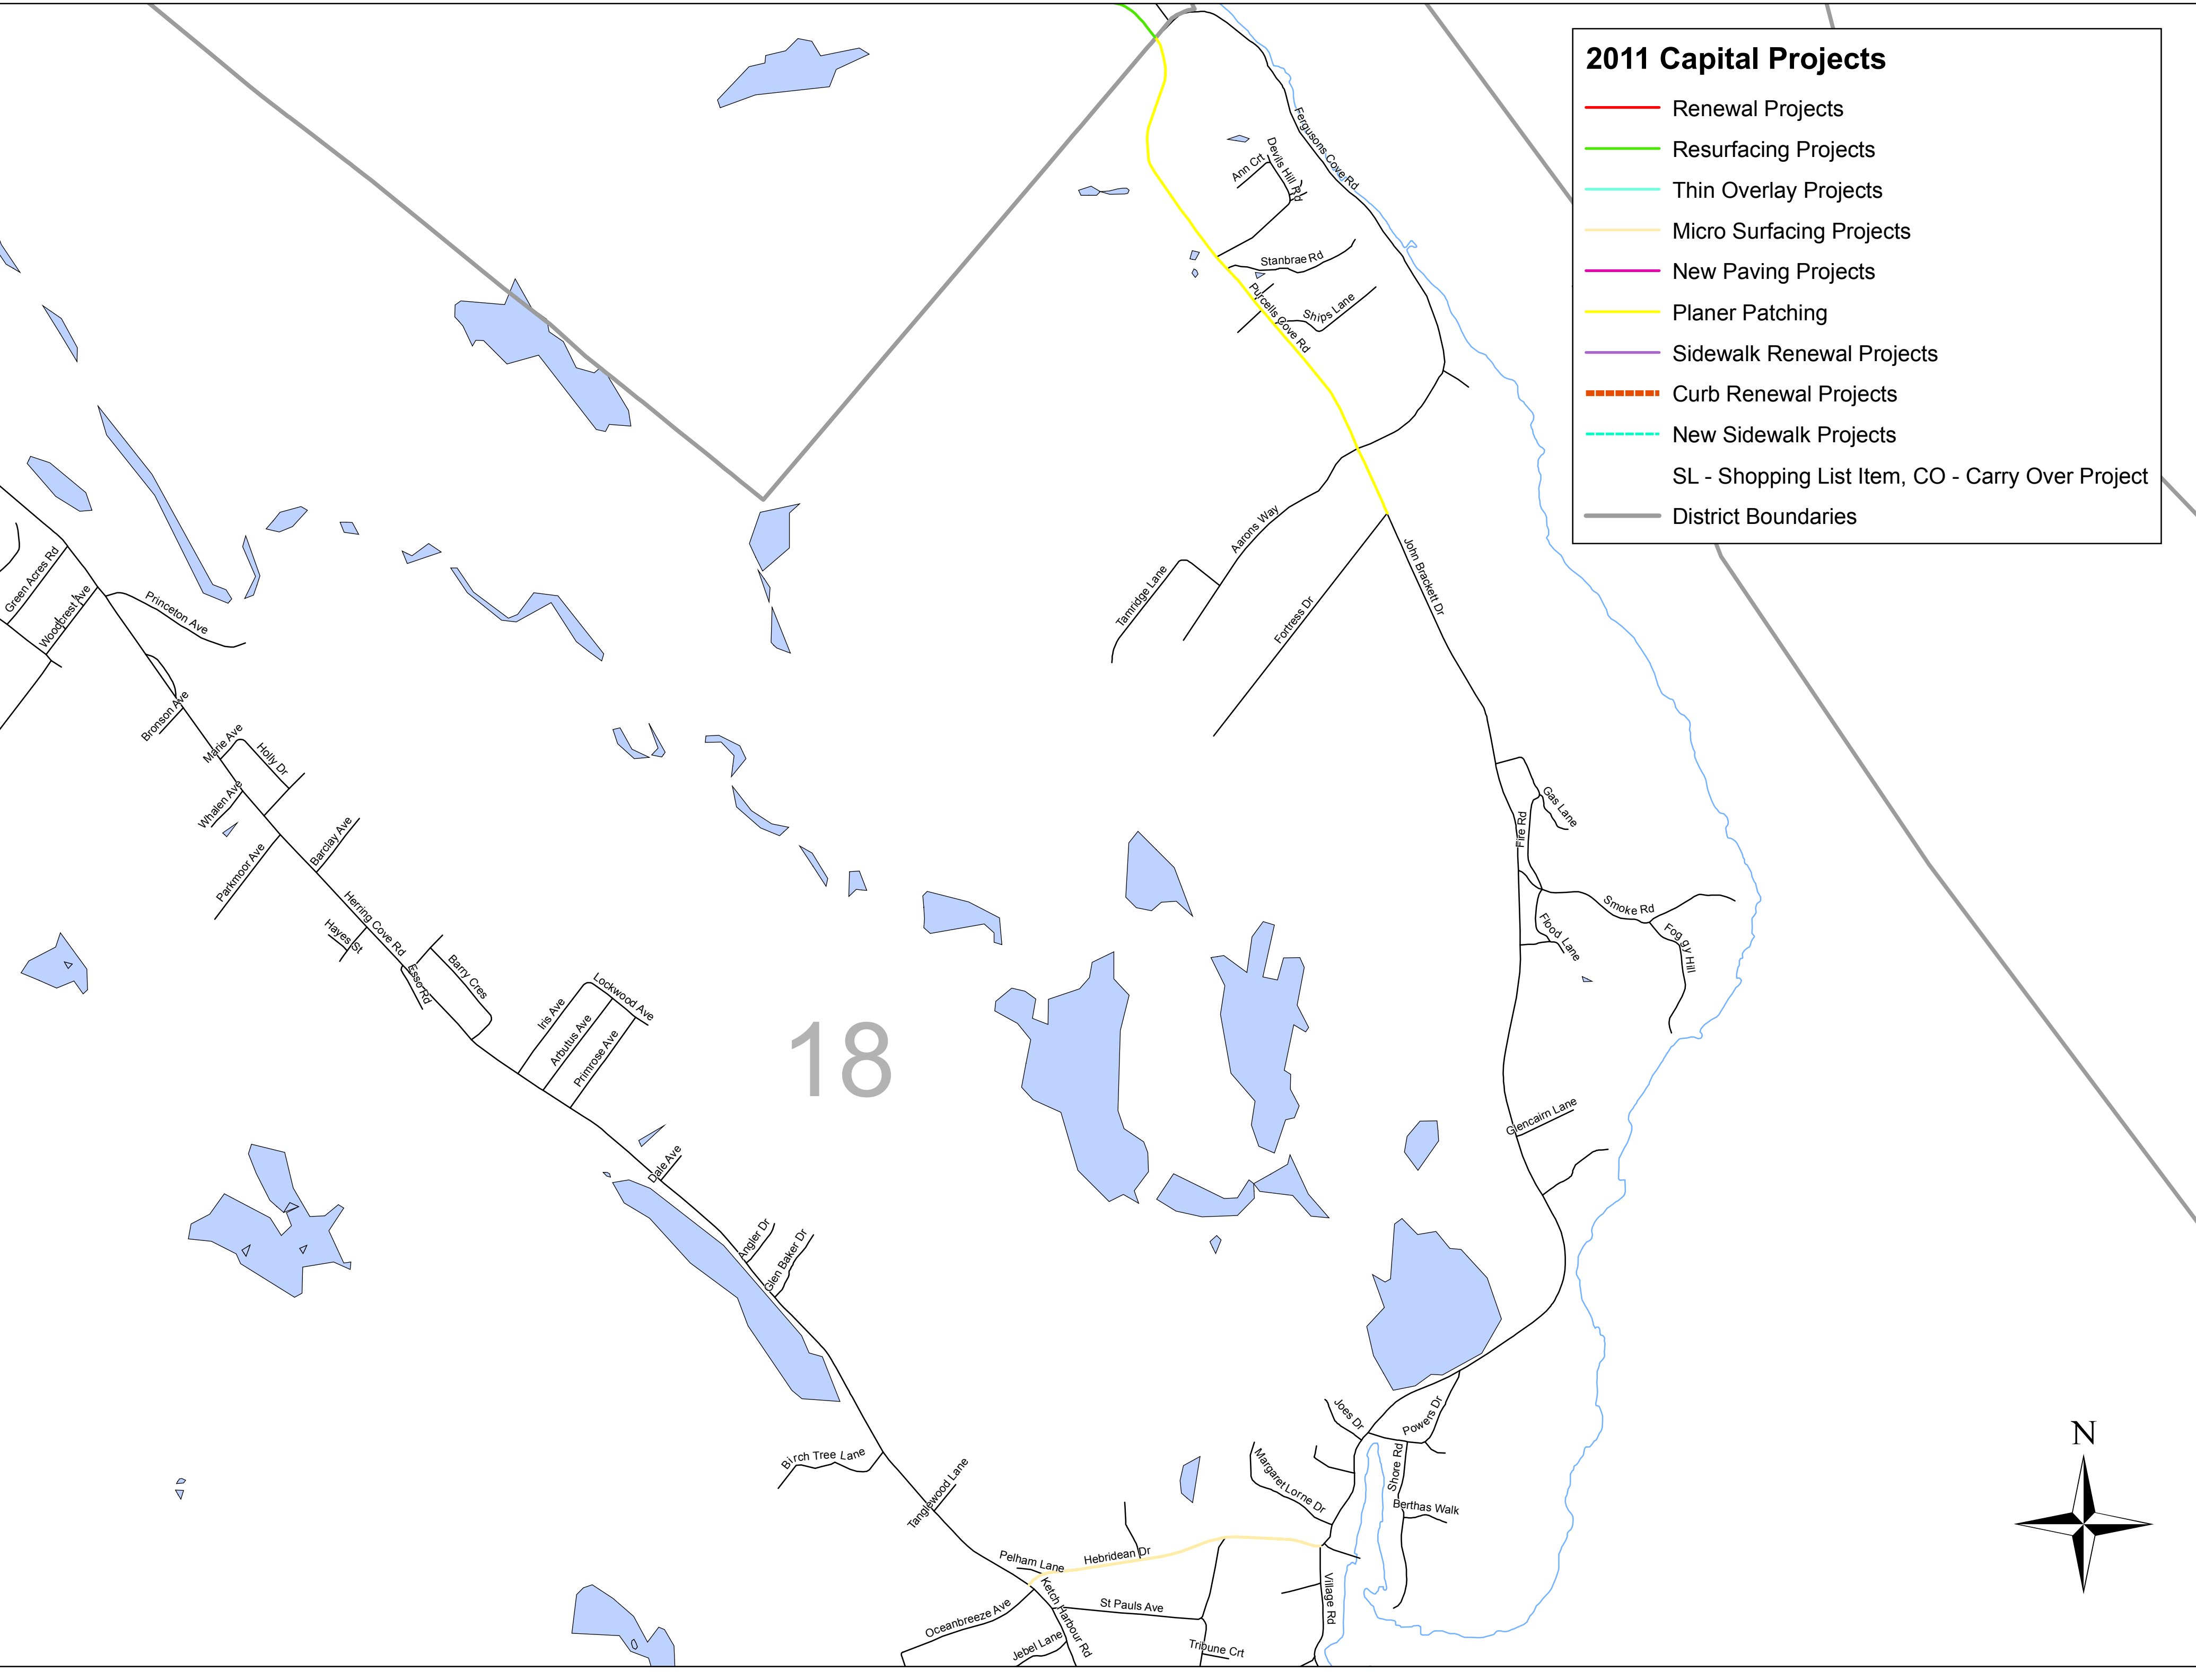 2011 Capital Projects
Renewal Projects
Resurfacing Projects
Thin Overlay Projects
Micro Surfacing Projects
New Paving Projects
Planer Patching
Sidewalk Renewal Projects
Curb Renewal Projects
New Sidewalk Projects
SL - Shopping List Item, CO - Carry Over Project
District Boundaries
Fergusons Cove Rd
Devils Hill Rd
Ann Crt
Stanbrae Rd
Purcells Cove Rd
Ships Lane
Aarons Way
Tamridge Lane
Fortress Dr
John Brackett Dr
Green Acres Rd
Woodcrest Ave
Princeton Ave
Bronson Ave
Marie Ave
Holly Dr
Whalen Ave
Parkmoor Ave
Barclay Ave
Herring Cove Rd
Hayes St
Esso Rd
Barry Cres
Iris Ave
Lockwood Ave
Arbutus Ave
Primrose Ave
18
Gas Lane
Fire Rd
Smoke Rd
Flood Lane
Foggy Hill
Glencairn Lane
Dale Ave
Angler Dr
Glen Baker Dr
Birch Tree Lane
Tanglewood Lane
Joes Dr
Powers Dr
Shore Rd
Margaret Lorne Dr
Berthas Walk
N
Pelham Lane
Hebridean Dr
Ketch Harbour Rd
Oceanbreeze Ave
St Pauls Ave
Village Rd
Jebel Lane
Tribune Crt